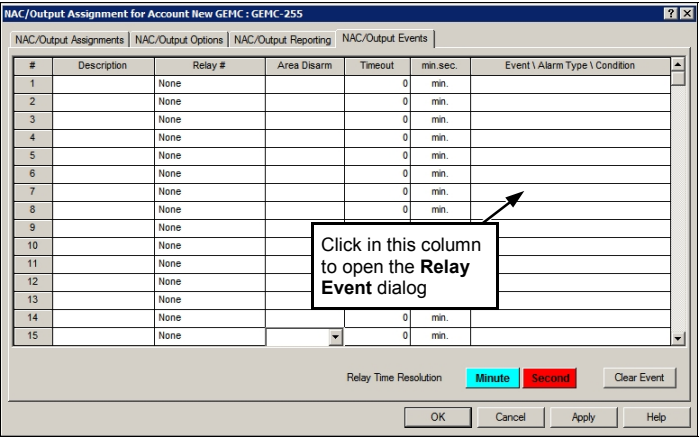 NAC/Output Assignment for Account New GEMC : GEMC-255
NAC/Output Assignments NAC/Output Options NAC/Output Reporting NAC/Output Events
# Description Relay # Area Disarm Timeout min.sec. Event \ Alarm Type \ Condition
1 None 0 min.
2 None 0 min.
3 None 0 min.
4 None 0 min.
5 None 0 min.
6 None 0 min.
7 None 0 min.
8 None 0 min.
9 None
10 None
11 None
12 None
13 None
14 None 0 min.
15 None 0 min.
Click in this column
to open the Relay
Event dialog
Relay Time Resolution Minute Second Clear Event
OK Cancel Apply Help